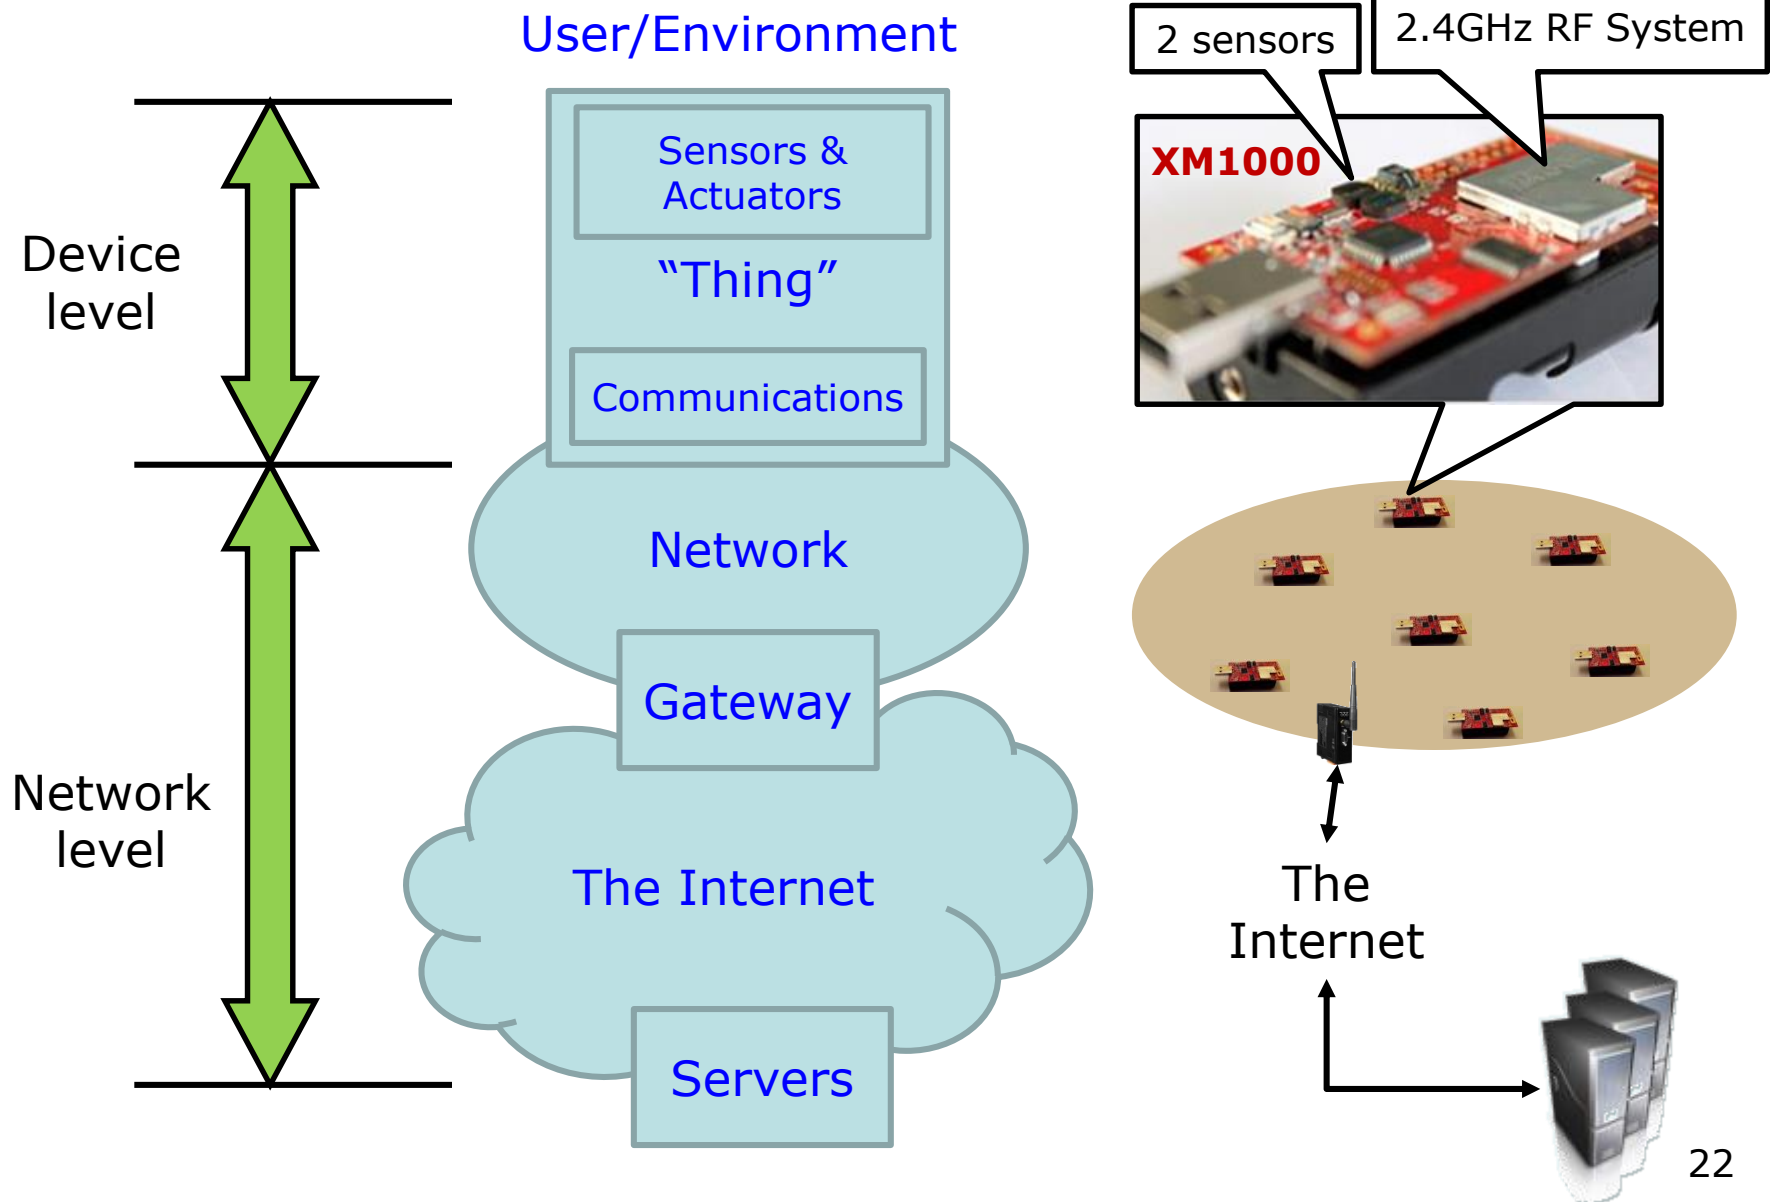 User/Environment
2 sensors
2.4GHz RF System
Sensors &
Actuators
XM1000
Device
level
“Thing”
Communications
Network
Gateway
Network
level
The Internet
The
Internet
Servers
22